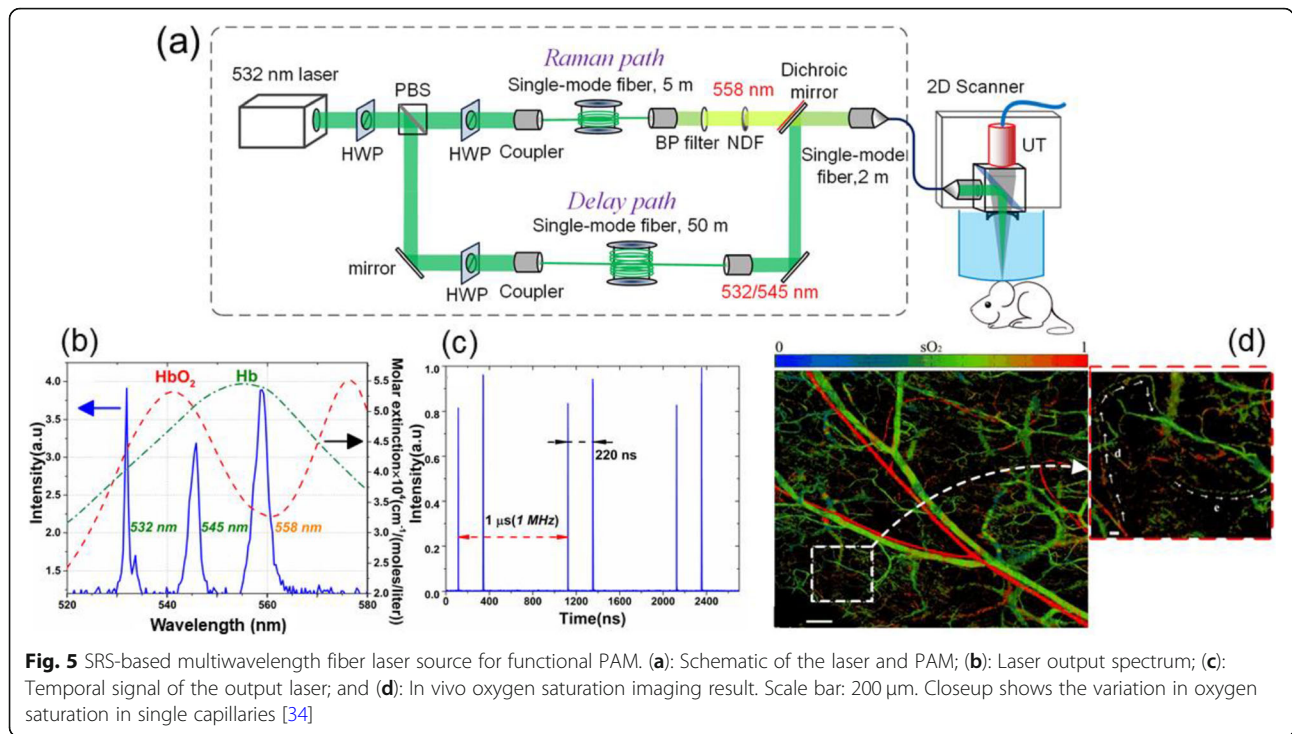 (a)
Raman path
532 nm laser
Single-mode fiber, 5 m
558 nm
Dichroic
mirror
2D Scanner
PBS
HWP
HWP
Coupler
BP filter
NDF
UT
Single-mode
fiber,2 m
Delay path
Single-mode fiber, 50 m
mirror
HWP
Coupler
532/545 nm
(b)
HbO2
Hb
4.0
3.5
3.0
2.5
2.0
1.5
Intensity(a.u)
532 nm
545 nm
558 nm
5.5
5.0
4.5
4.0
3.5
3.0
2.5
2.0
Molar extinction×10⁴(cm⁻¹/(moles/liter))
520
540
560
580
Wavelength (nm)
(c)
1.0
0.8
0.6
0.4
0.2
0.0
Intensity(a.u)
220 ns
1 μs(1 MHz)
0
400
1200
1600
2400
Time(ns)
0
sO2
1
(d)
d
e
Fig. 5 SRS-based multiwavelength fiber laser source for functional PAM. (a): Schematic of the laser and PAM; (b): Laser output spectrum; (c):
Temporal signal of the output laser; and (d): In vivo oxygen saturation imaging result. Scale bar: 200 μm. Closeup shows the variation in oxygen
saturation in single capillaries [34]